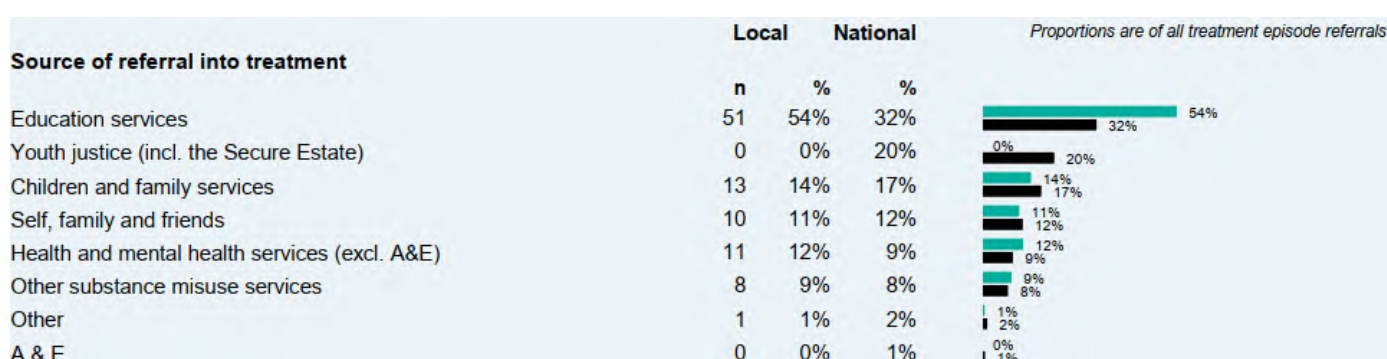 Local National Proportions are of all treatment episode referrals
Source of referral into treatment
n % %
Education services 51 54% 32% 54% 32%
Youth justice (incl. the Secure Estate) 0 0% 20% 0% 20%
Children and family services 13 14% 17% 14% 17%
Self, family and friends 10 11% 12% 11% 12%
Health and mental health services (excl. A&E) 11 12% 9% 12% 9%
Other substance misuse services 8 9% 8% 9% 8%
Other 1 1% 2% 1% 2%
A & E 0 0% 1% 0% 1%